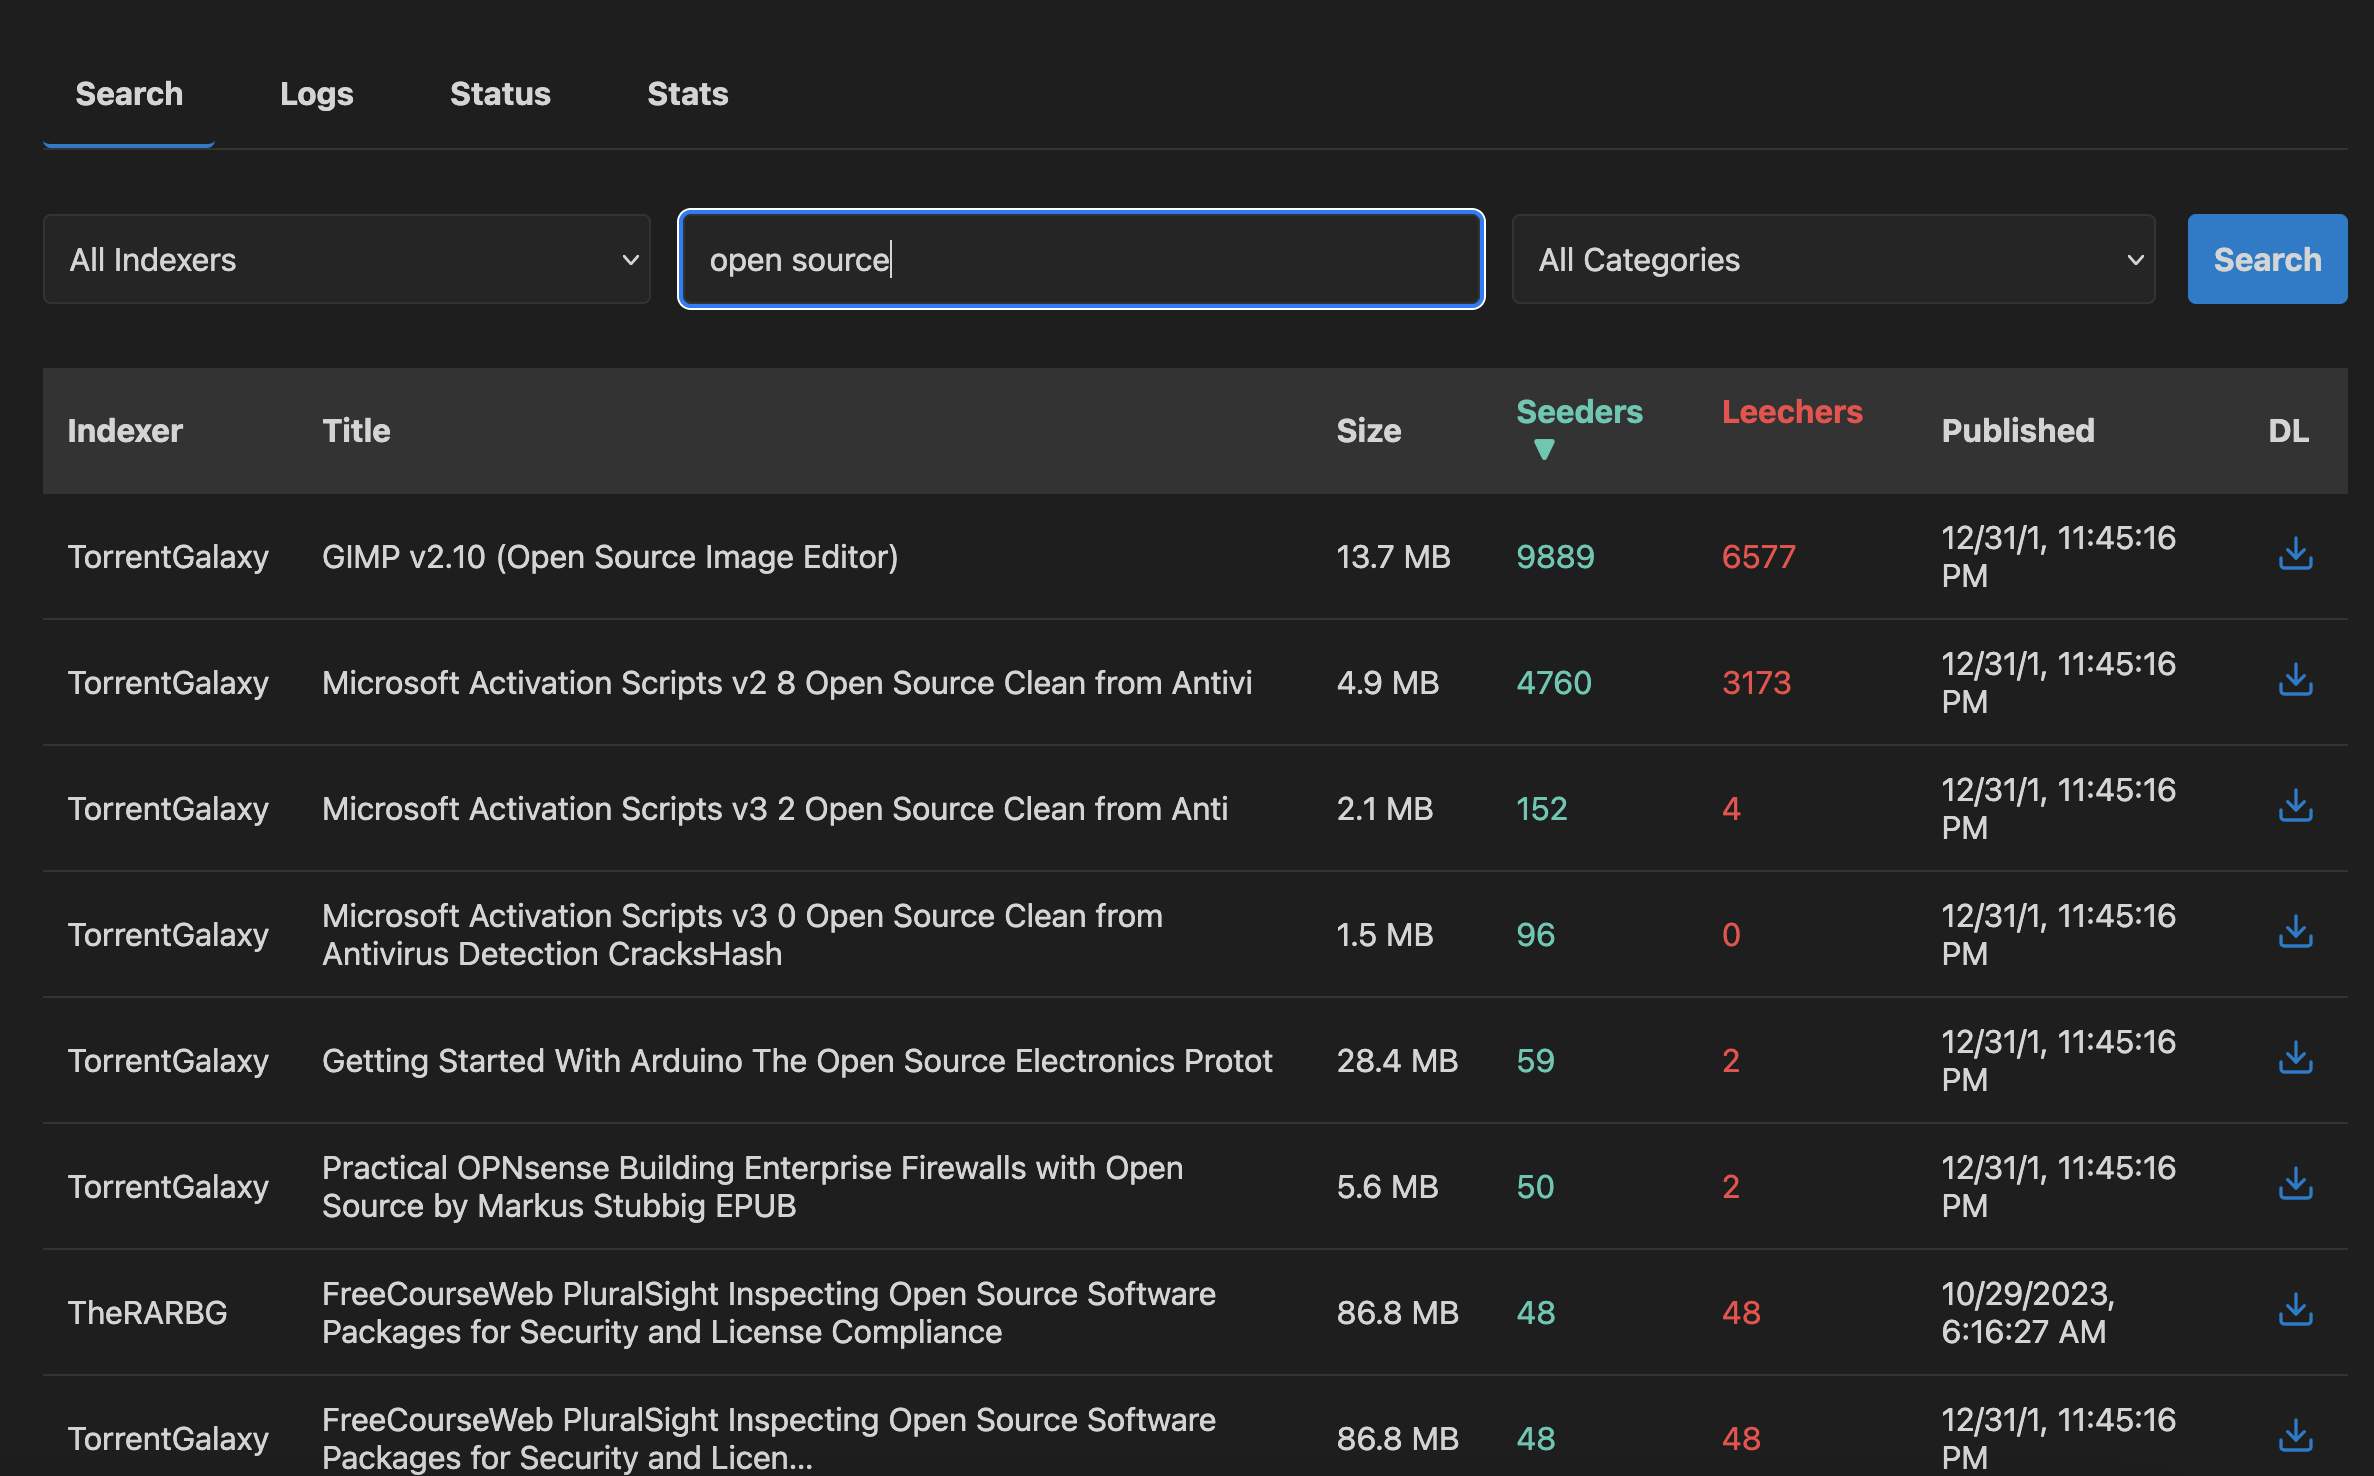 Search Logs Status Stats
All Indexers open source All Categories Search
Indexer Title Size Seeders ▼ Leechers Published DL
TorrentGalaxy GIMP v2.10 (Open Source Image Editor) 13.7 MB 9889 6577 12/31/1, 11:45:16
PM
TorrentGalaxy Microsoft Activation Scripts v2 8 Open Source Clean from Antivi 4.9 MB 4760 3173 12/31/1, 11:45:16
PM
TorrentGalaxy Microsoft Activation Scripts v3 2 Open Source Clean from Anti 2.1 MB 152 4 12/31/1, 11:45:16
PM
TorrentGalaxy Microsoft Activation Scripts v3 0 Open Source Clean from
Antivirus Detection CracksHash 1.5 MB 96 0 12/31/1, 11:45:16
PM
TorrentGalaxy Getting Started With Arduino The Open Source Electronics Protot 28.4 MB 59 2 12/31/1, 11:45:16
PM
TorrentGalaxy Practical OPNsense Building Enterprise Firewalls with Open
Source by Markus Stubbig EPUB 5.6 MB 50 2 12/31/1, 11:45:16
PM
TheRARBG FreeCourseWeb PluralSight Inspecting Open Source Software
Packages for Security and License Compliance 86.8 MB 48 48 10/29/2023,
6:16:27 AM
TorrentGalaxy FreeCourseWeb PluralSight Inspecting Open Source Software
Packages for Security and Licen... 86.8 MB 48 48 12/31/1, 11:45:16
PM